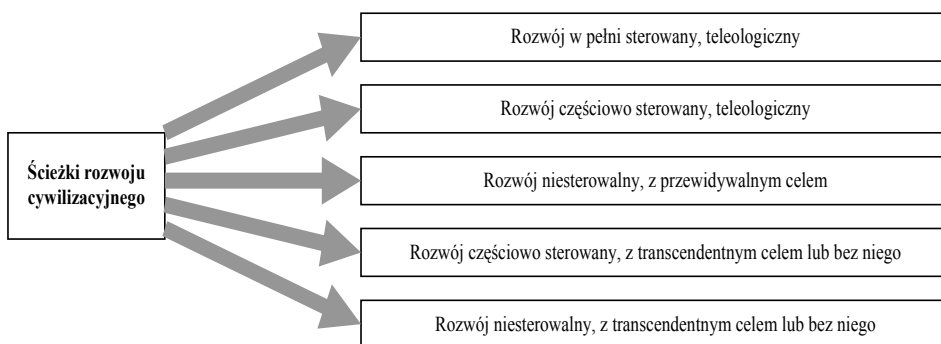 Rozwój w pełni sterowany, teleologiczny
Rozwój częściowo sterowany, teleologiczny
Ścieżki rozwoju
cywilizacyjnego
Rozwój niesterowalny, z przewidywalnym celem
Rozwój częściowo sterowany, z transcendentnym celem lub bez niego
Rozwój niesterowalny, z transcendentnym celem lub bez niego